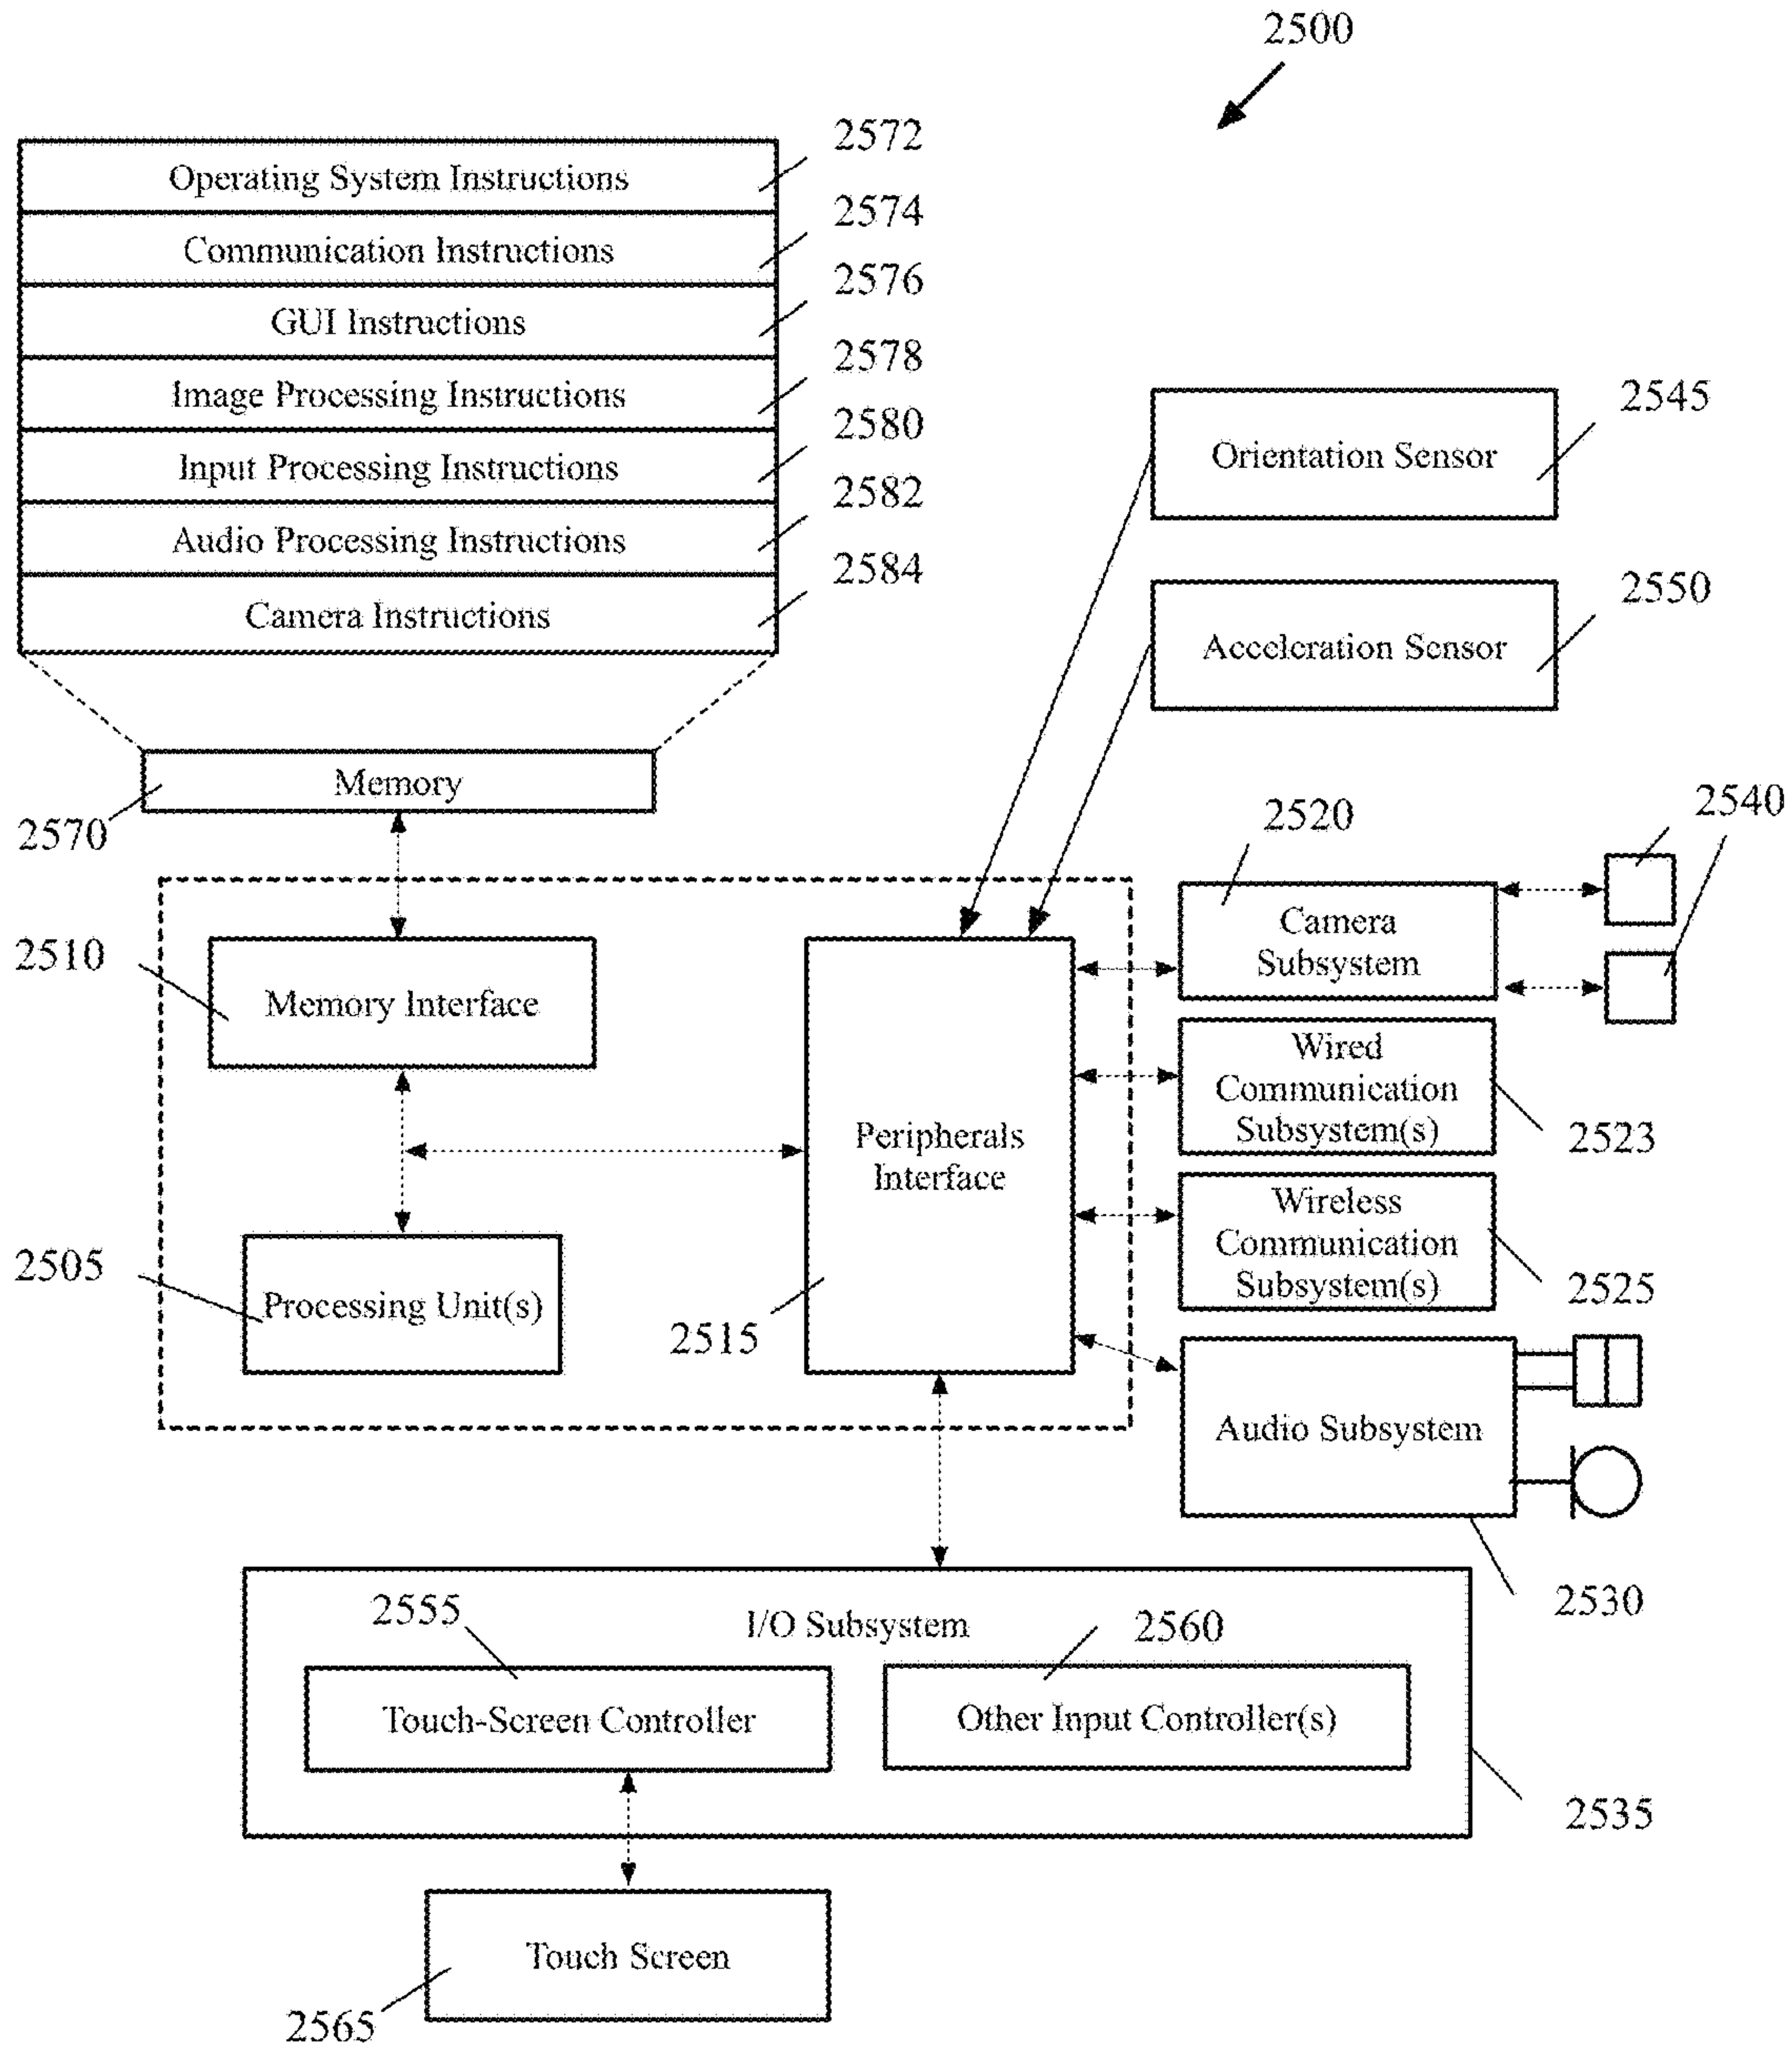 2500
2572
Operating System Instructions
2574
Communication Instructions
2576
GUI Instructions
2578
Image Processing Instructions
2580
Input Processing Instructions
2582
Audio Processing Instructions
2584
Camera Instructions
2545
Orientation Sensor
2550
Acceleration Sensor
Memory
2570
2520
2540
Camera
Subsystem
2510
Memory Interface
Wired
Communication
Subsystem(s)
2523
Peripherals
Interface
Wireless
Communication
Subsystem(s)
2525
2505
Processing Unit(s)
2515
Audio Subsystem
2530
2555
I/O Subsystem
2560
Touch-Screen Controller
Other Input Controller(s)
2535
Touch Screen
2565